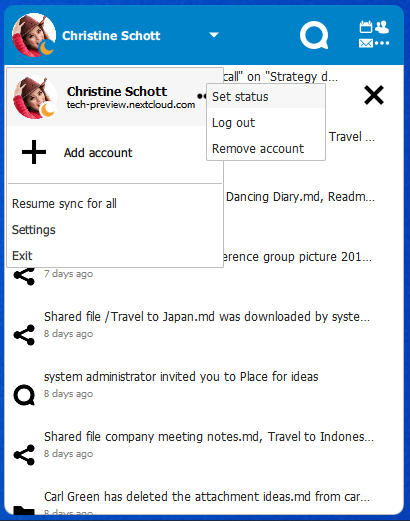 Christine Schott
call" on "Strategy d...
Christine Schott
tech-preview.nextcloud.com
Set status
Log out
Remove account
Travel ...
Add account
Dancing Diary.md, Readm...
Resume sync for all
Settings
Exit
erence group picture 201...
7 days ago
Shared file /Travel to Japan.md was downloaded by syste...
8 days ago
system administrator invited you to Place for ideas
8 days ago
Shared file company meeting notes.md, Travel to Indones...
8 days ago
Carl Green has deleted the attachment ideas.md from car...
8 days ago